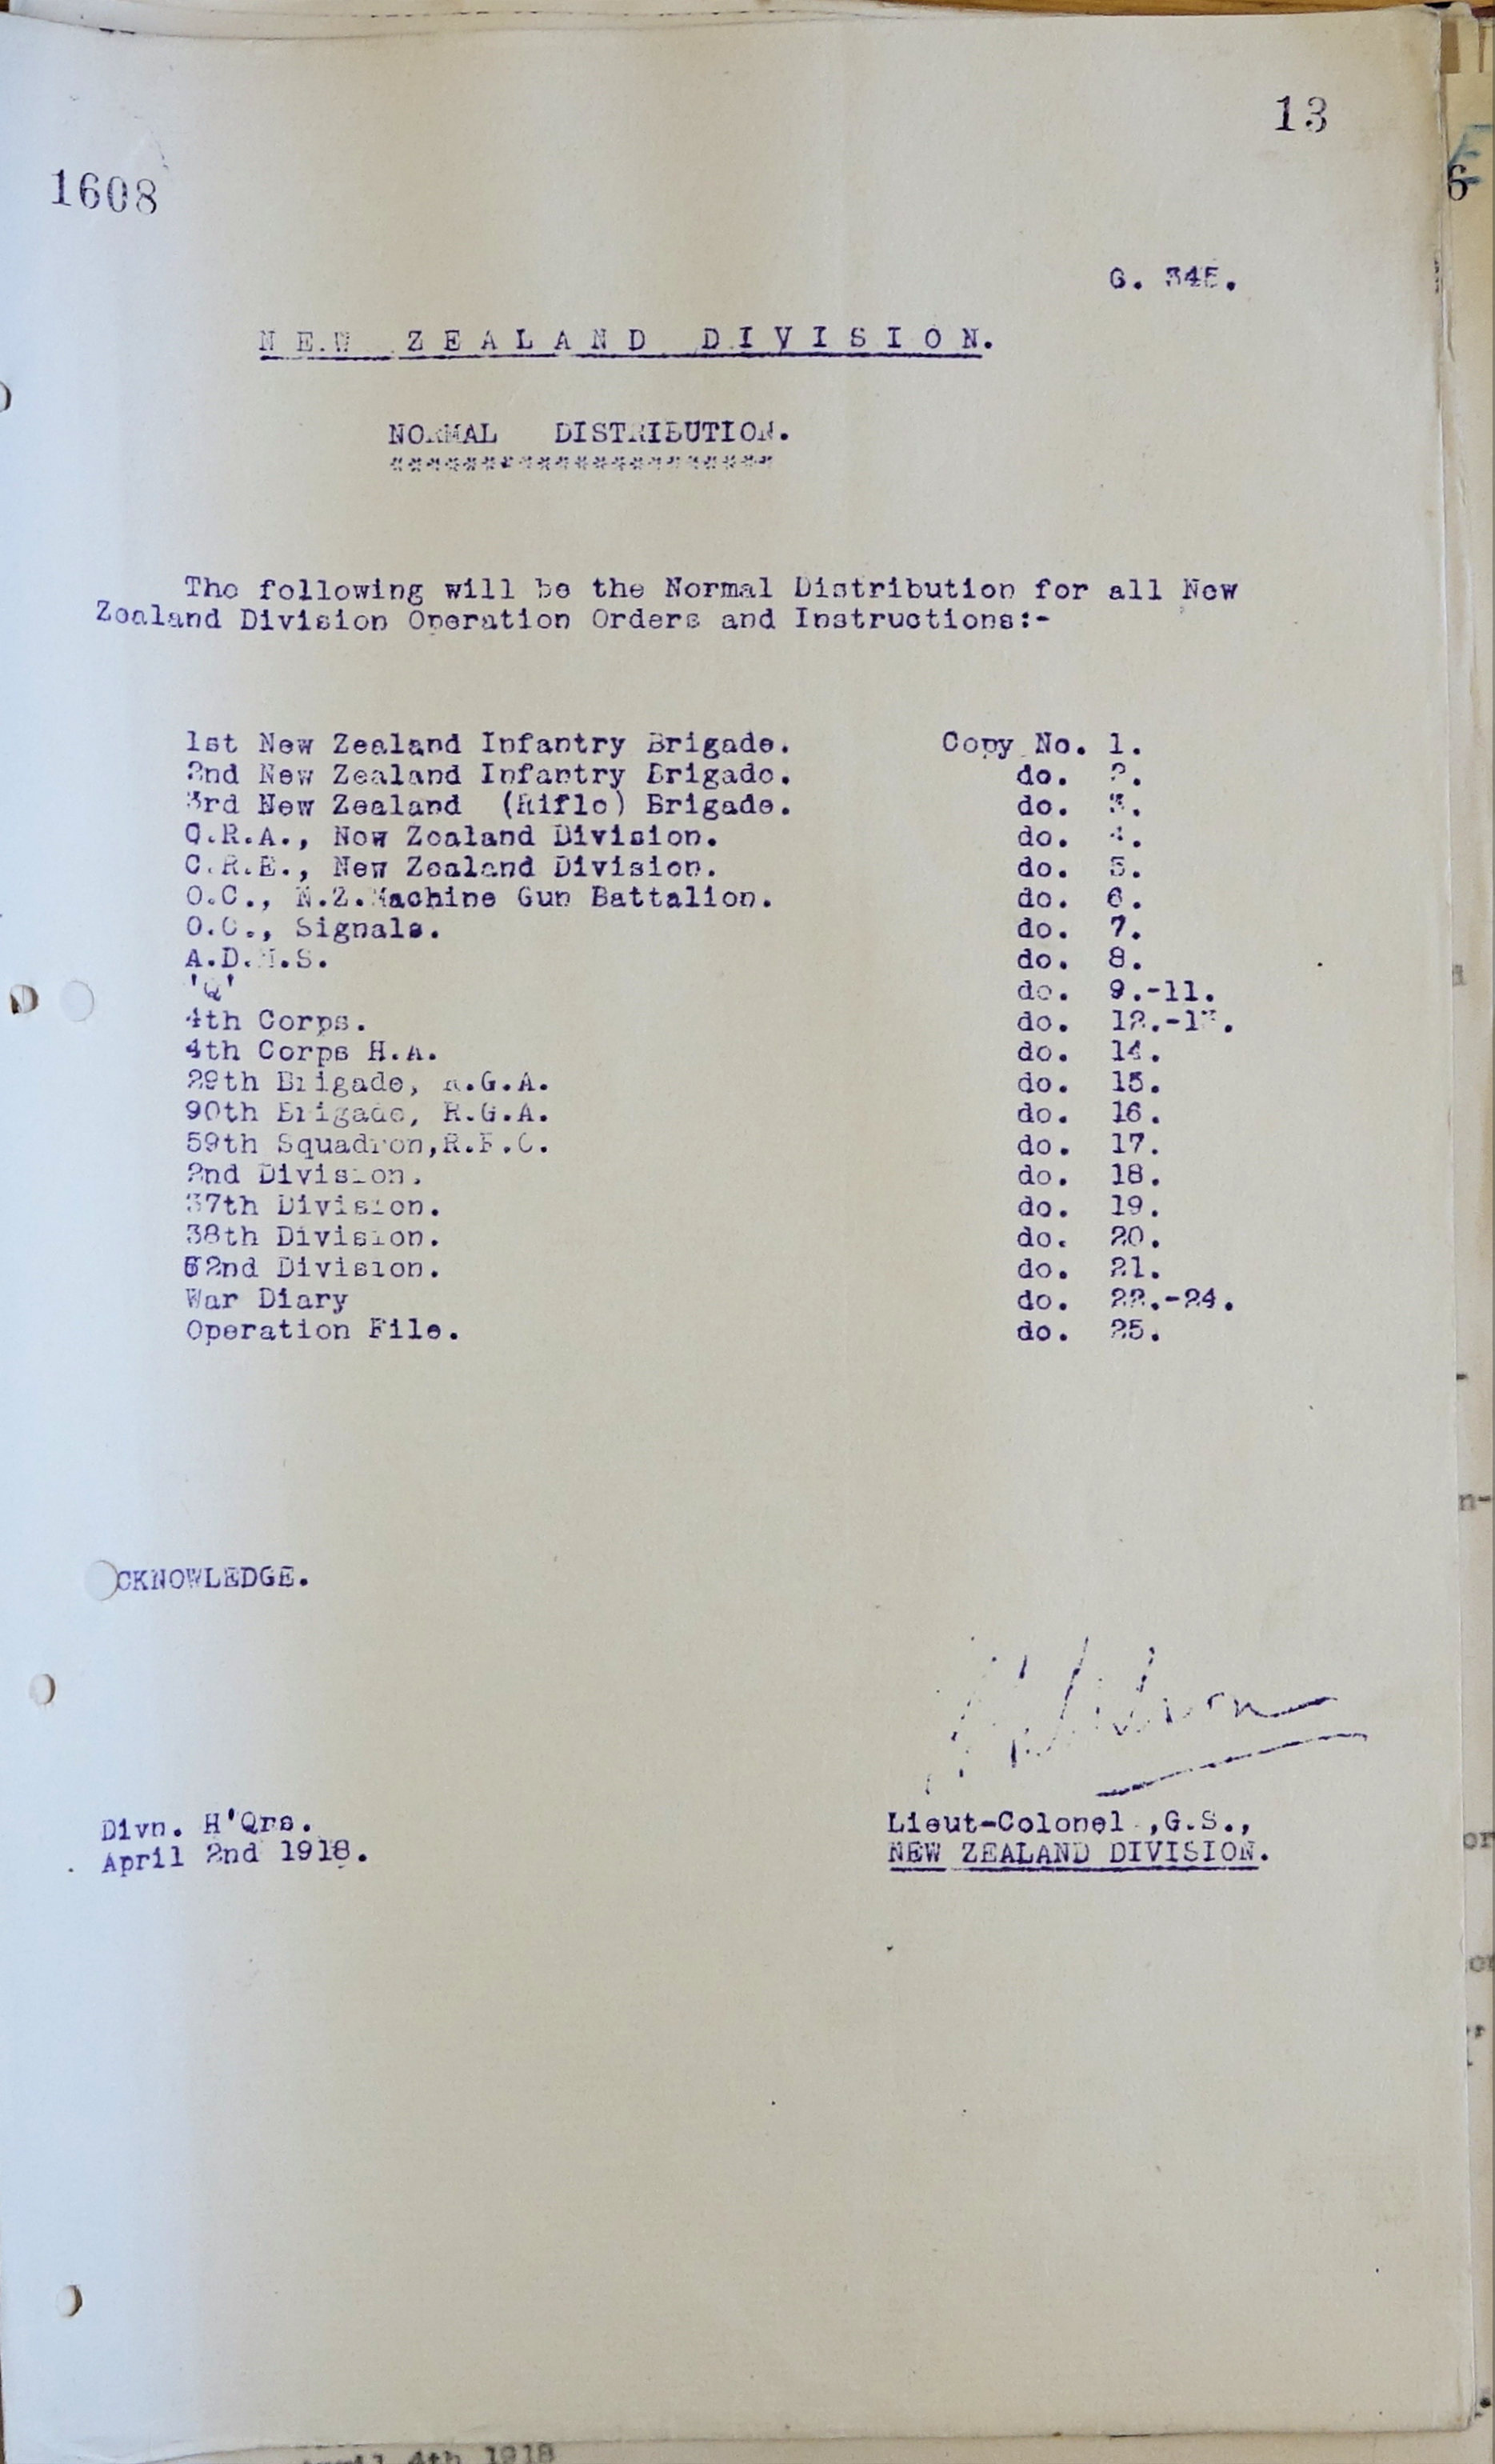 13
1608
G. 345.
NEW ZEALAND DIVISION.
NORMAL DISTRIBUTION.
*********************
The following will be the Normal Distribution for all New
Zealand Division Operation Orders and Instructions:-
1st New Zealand Infantry Brigade. Copy No. 1.
2nd New Zealand Infantry Brigade. do. 2.
3rd New Zealand (Rifle) Brigade. do. 3.
C.R.A., New Zealand Division. do. 4.
C.R.E., New Zealand Division. do. 5.
O.C., N.Z.Machine Gun Battalion. do. 6.
O.C., Signals. do. 7.
A.D.M.S. do. 8.
'Q' do. 9.-11.
4th Corps. do. 12.-13.
4th Corps H.A. do. 14.
29th Brigade, R.G.A. do. 15.
90th Brigade, R.G.A. do. 16.
59th Squadron,R.F.C. do. 17.
2nd Division. do. 18.
37th Division. do. 19.
38th Division. do. 20.
62nd Division. do. 21.
War Diary do. 22.-24.
Operation File. do. 25.
CKNOWLEDGE.
Divn. H'Qrs. Lieut-Colonel ,G.S.,
April 2nd 1918. NEW ZEALAND DIVISION.
April 4th 1918